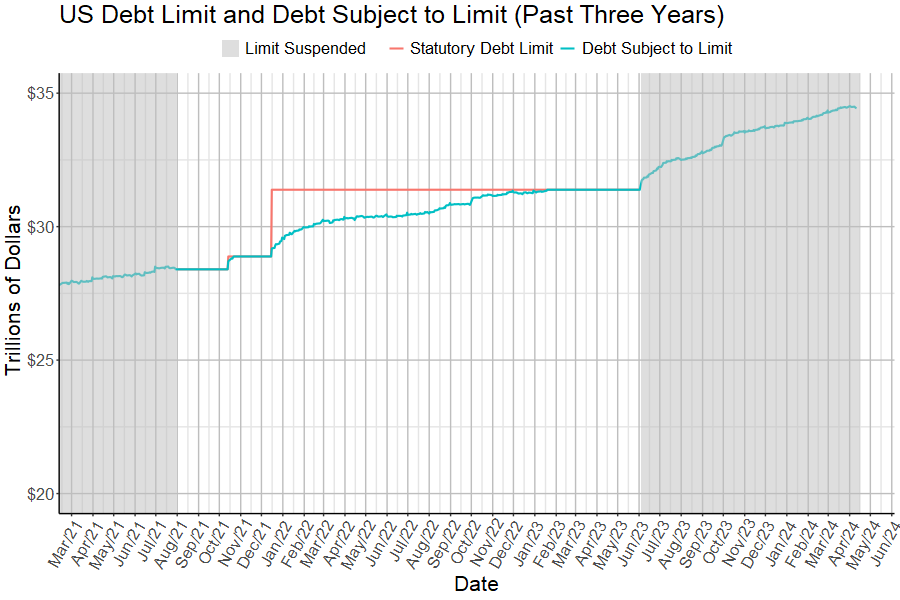 US Debt Limit and Debt Subject to Limit (Past Three Years)
Limit Suspended Statutory Debt Limit Debt Subject to Limit
Trillions of Dollars
$35
$30
$25
$20
Mar/21 Apr/21 May/21 Jun/21 Jul/21 Aug/21 Sep/21 Oct/21 Nov/21 Dec/21 Jan/22 Feb/22 Mar/22 Apr/22 May/22 Jun/22 Jul/22 Aug/22 Sep/22 Oct/22 Nov/22 Dec/22 Jan/23 Feb/23 Mar/23 Apr/23 May/23 Jun/23 Jul/23 Aug/23 Sep/23 Oct/23 Nov/23 Dec/23 Jan/24 Feb/24 Mar/24 Apr/24 May/24 Jun/24
Date